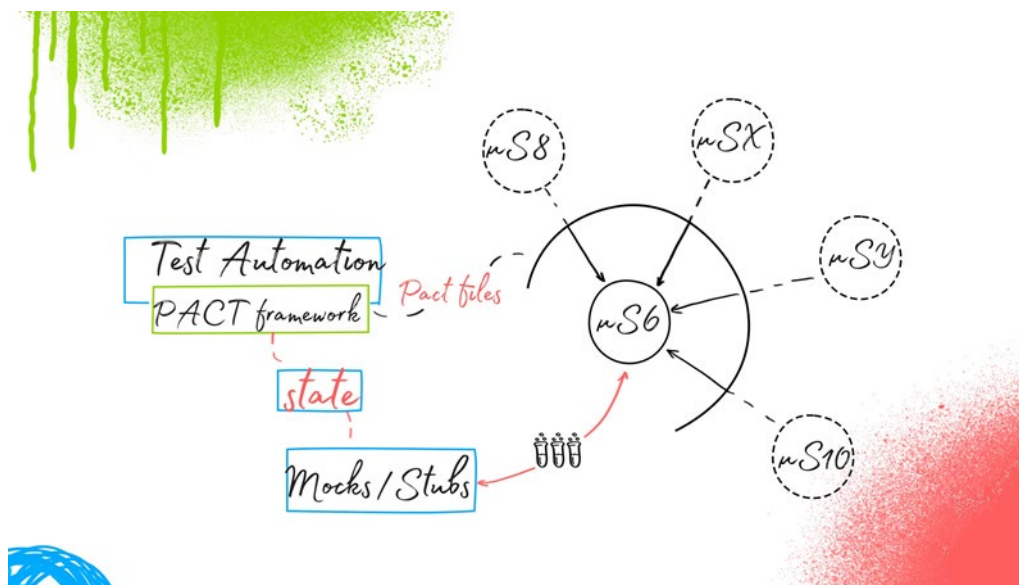 µS8
µSX
Test Automation
PACT framework
Pact files
µSY
µS6
state
Mocks/Stubs
µS10